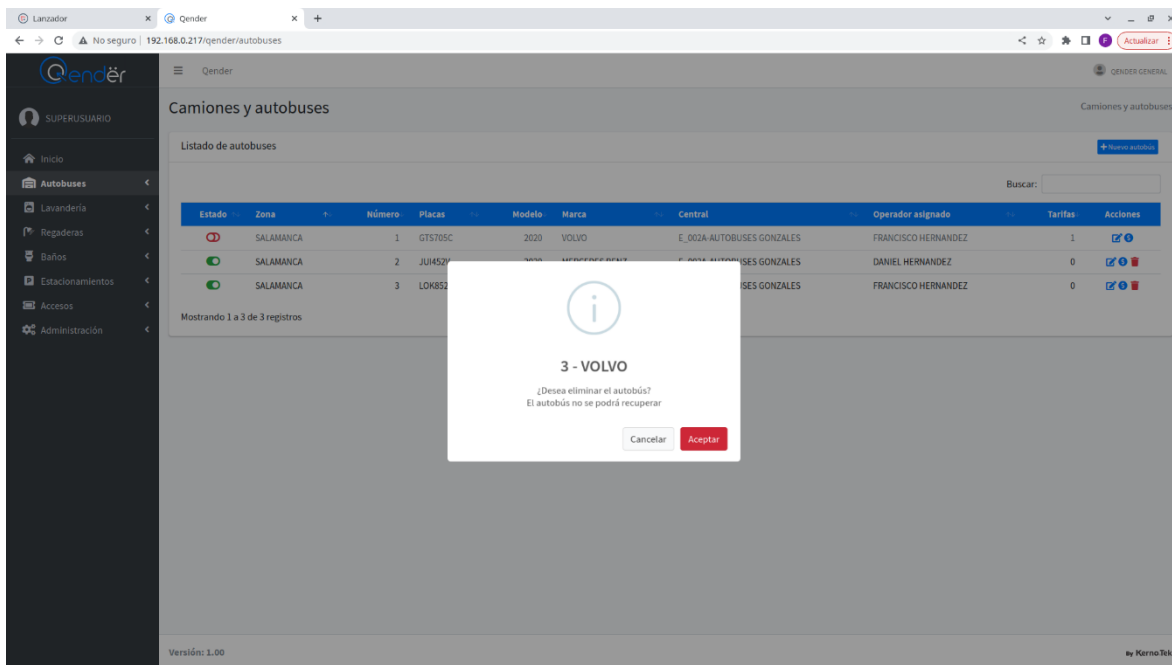 Lanzador
Qender
No seguro | 192.168.0.217/qender/autobuses
Actualizar
Qendër
Qender
QENDER GENERAL
SUPERUSUARIO
Camiones y autobuses
Camiones y autobuses
Inicio
Autobuses
Lavandería
Regaderas
Baños
Estacionamientos
Accesos
Administración
Listado de autobuses
Nuevo autobús
Buscar:
Estado Zona Número Placas Modelo Marca Central Operador asignado Tarifas Acciones
SALAMANCA 1 GTS705C 2020 VOLVO E_002A-AUTOBUSES GONZALES FRANCISCO HERNANDEZ 1
SALAMANCA 2 DANIEL HERNANDEZ 0
SALAMANCA 3 FRANCISCO HERNANDEZ 0
Mostrando 1 a 3 de 3 registros
3 - VOLVO
¿Desea eliminar el autobús?
El autobús no se podrá recuperar
Cancelar Aceptar
Versión: 1.00
By KernoTek